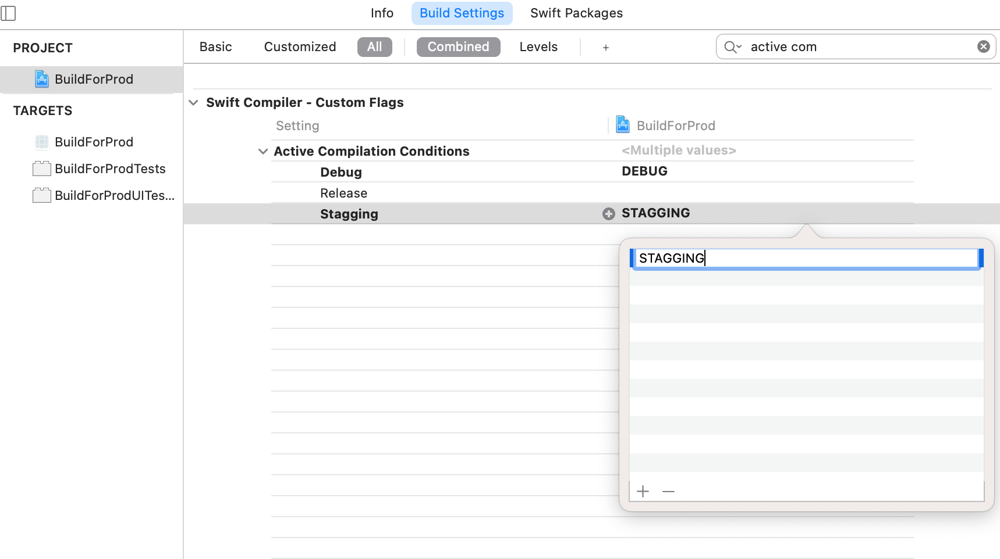 Info Build Settings Swift Packages
PROJECT
Basic Customized All Combined Levels + active com
BuildForProd
TARGETS
BuildForProd
BuildForProdTests
BuildForProdUITes...
Swift Compiler - Custom Flags
Setting BuildForProd
Active Compilation Conditions <Multiple values>
Debug DEBUG
Release
Stagging STAGGING
STAGGING